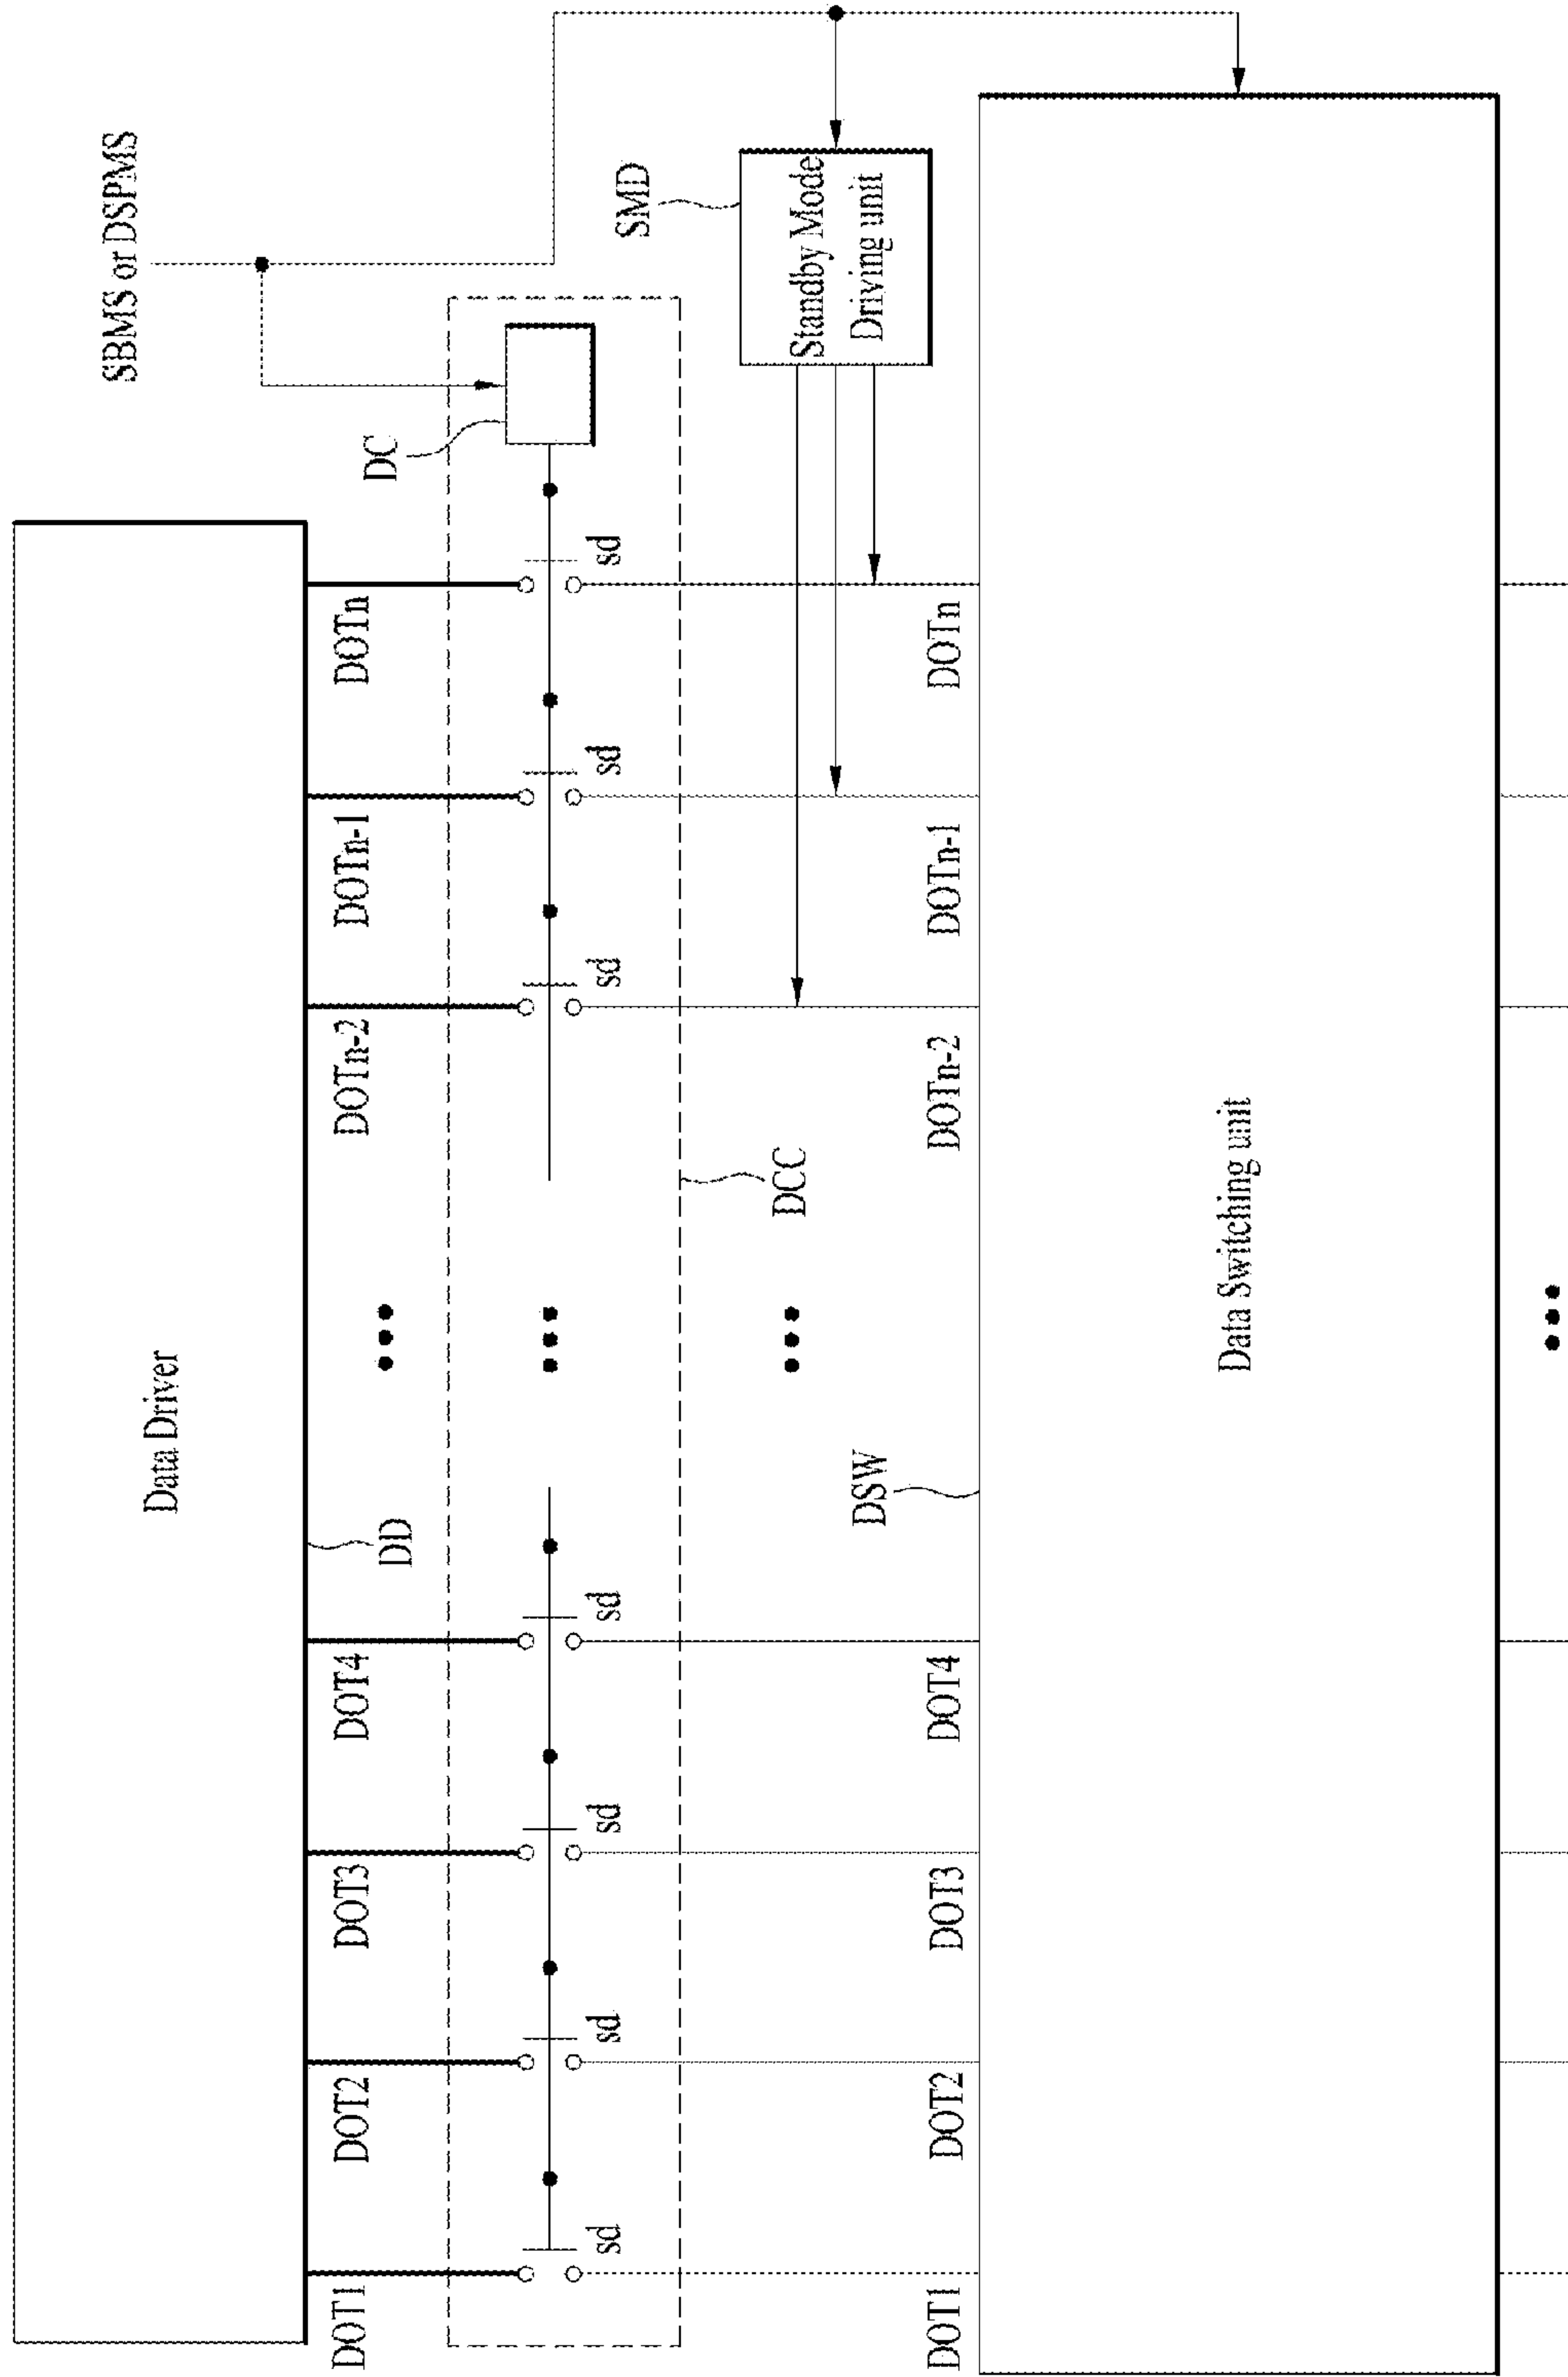 SBMS or DSPMS
Data Driver
DD
DOT1
DOT2
DOT3
DOT4
DOTn-2
DOTn-1
DOTn
DC
sd
sd
sd
sd
sd
sd
sd
DCC
SMD
Standby Mode
Driving unit
DSW
DOT1
DOT2
DOT3
DOT4
DOTn-2
DOTn-1
DOTn
Data Switching unit